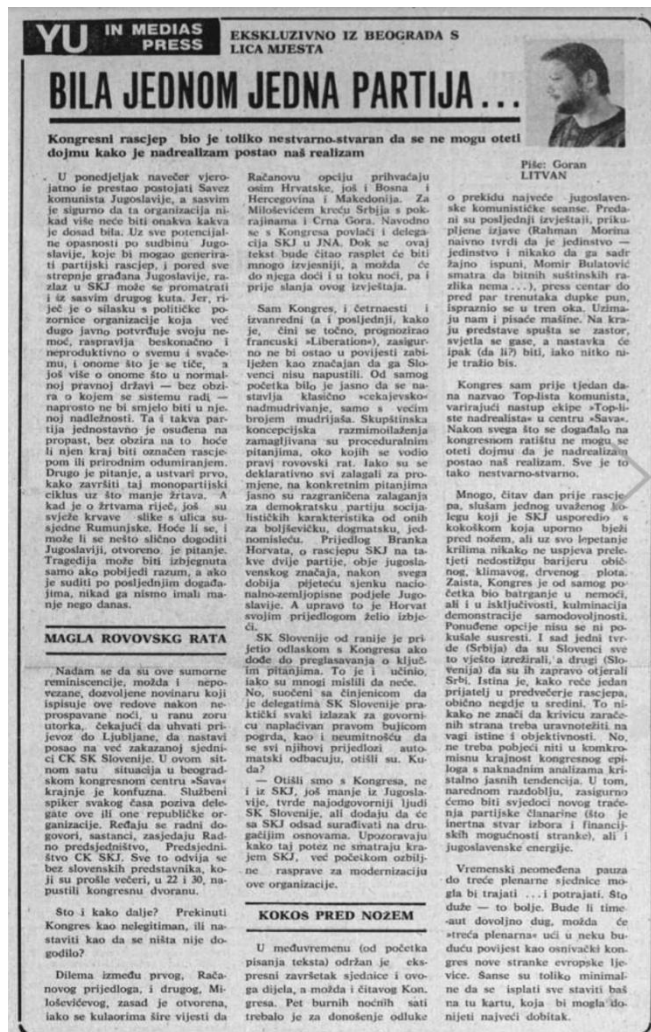 YU IN MEDIAS
PRESS
EKSKLUZIVNO IZ BEOGRADA S
LICA MJESTA
BILA JEDNOM JEDNA PARTIJA...
Kongresni rascjep bio je toliko nestvarno-stvaran da se ne mogu oteti
dojmu kako je nadrealizam postao naš realizam
Piše: Goran
LITVAN
U ponedjeljak navečer vjero-
jatno je prestao postojati Savez
komunista Jugoslavije, a sasvim
je sigurno da ta organizacija ni-
kad više neće biti onakva kakva
je dosad bila. Uz sve potencijal-
ne opasnosti po sudbinu Jugo-
slavije, koje bi mogao generira-
ti partijski rascjep, i pored sve
strepnje građana Jugoslavije, ra-
zlaz u SKJ može se promatrati
i iz sasvim drugog kuta. Jer, ri-
ječ je o silasku s političke po-
zornice organizacije koja već
dugo javno potvrđuje svoju ne-
moć, raspravlja beskonačno i
neproduktivno o svemu i svače-
mu, i onome što je se tiče, a
još više o onome što u normal-
noj pravnoj državi — bez obzi-
ra o kojem se sistemu radi —
naprosto ne bi smjelo biti u nje-
noj nadležnosti. Ta i takva par-
tija jednostavno je osuđena na
propast, bez obzira na to hoće
li njen kraj biti označen rascje-
pom ili prirodnim odumiranjem.
Drugo je pitanje, a ustvari prvo,
kako završiti taj monopartijski
ciklus uz što manje žrtava. A
kad je o žrtvama riječ, još su
svježe krvave slike s ulica su-
sjedne Rumunjske. Hoće li se, i
može li se nešto slično dogoditi
Jugoslaviji, otvoreno je pitanje.
Tragedija može biti izbjegnuta
samo ako pobijedi razum, a ako
je suditi po posljednjim događa-
jima, nikad ga nismo imali ma-
nje nego danas.
MAGLA ROVOVSKG RATA
Nadam se da su ove sumorne
reminiscencije, možda i nepo-
vezane, dozvoljene novinaru koji
ispisuje ove redove nakon ne-
prospavane noći, u ranu zoru
utorka, čekajući da uhvati pri-
jevoz do Ljubljane, da nastavi
posao na već zakazanoj sjedni-
ci CK SK Slovenije. U ovom sit-
nom satu situacija u beograd-
skom kongresnom centru »Sava«
krajnje je konfuzna. Službeni
spiker svakog časa poziva dele-
gate ove ili one republičke or-
ganizacije. Ređaju se radni do-
govori, sastanci, zasjedaju Rad-
no predsjedništvo, Predsjedni-
štvo CK SKJ. Sve to odvija se
bez slovenskih predstavnika, ko-
ji su prošle večeri, u 22 i 30, na-
pustili kongresnu dvoranu.
Što i kako dalje? Prekinuti
Kongres kao nelegitiman, ili na-
staviti kao da se ništa nije do-
godilo?
Dilema između prvog, Rača-
novog prijedloga, i drugog, Mi-
loševićevog, zasad je otvorena,
iako se kulaorima šire vijesti da
Račanovu opciju prihvaćaju
osim Hrvatske, još i Bosna i
Hercegovina i Makedonija. Za
Miloševićem kreću Srbija s pok-
rajinama i Crna Gora. Navodno
se s Kongresa povlači i delega-
cija SKJ u JNA. Dok se ovaj
tekst bude čitao rasplet će biti
mnogo izvjesniji, a možda će
do njega doći i u toku noći, pa i
prije slanja ovog izvještaja.
Sam Kongres, i četrnaesti i
izvanredni (a i posljednji, kako
je, čini se točno, prognozirao
francuski »Liberation«), zasigur-
no ne bi ostao u povijesti zabi-
lježen kao značajan da ga Slo-
venci nisu napustili. Od samog
početka bilo je jasno da se na-
stavlja klasično »cekajevsko«
nadmudrivanje, samo s većim
brojem mudrijaša. Skupštinska
koncepcijska razmimoilaženja
zamagljivana su proceduralnim
pitanjima, oko kojih se vodio
pravi rovovski rat. Iako su se
deklarativno svi zalagali za pro-
mjene, na konkretnim pitanjima
jasno su razgraničena zalaganja
za demokratsku partiju socija-
lističkih karakteristika od onih
za boljševičku, dogmatsku, jed-
nomisleću. Prijedlog Branka
Horvata, o rascjepu SKJ na ta-
kve dvije partije, obje jugoslа-
venskog značaja, nakon svega
dobija pijeteću sjenku nacio-
nalno-zemljopisne podjele Jugo-
slavije. A upravo to je Horvat
svojim prijedlogom želio izbje-
ći.
SK Slovenije od ranije je pri-
jetio odlaskom s Kongresa ako
dođe do preglasavanja o ključ-
im pitanjima. To je i učinio,
iako su mnogi mislili da neće.
No, suočeni sa činjenicom da
je delegatima SK Slovenije pra-
ktički svaki izlazak za govorni-
cu naplaćivan pravom bujicom
pogrda, kao i neumitnošću da
se svi njihovi prijedlozi auto-
matski odbacuju, otišli su. Ku-
da?
— Otišli smo s Kongresa, ne
i iz SKJ, još manje iz Jugosla-
vije, tvrde najodgovorniji ljudi
SK Slovenije, ali dodaju da će
sa SKJ odsad surađivati na dru-
gačijim osnovama. Upozoravaju
kako taj potez ne smatraju kra-
jem SKJ, već početkom ozbilj-
ne rasprave za modernizaciju
ove organizacije.
KOKOŠ PRED NOŽEM
U međuvremenu (od početka
pisanja teksta) održan je eks-
presni završetak sjednice i ovo-
ga dijela, a možda i čitavog Kon-
gresa. Pet burnih noćnih sati
trebalo je za donošenje odluke
o prekidu najveće jugoslaven-
ske komunističke seanse. Preda-
ni su posljednji izvještaji, priku-
pljene izjave (Rahman Morina
naivno tvrdi da je jedinstvo —
jedinstvo i nikako da ga sadr
žajno ispuni, Momir Bulatović
smatra da bitnih suštinskih raz-
lika nema...), press centar do
pred par trenutaka dupke pun,
ispraznio se u tren oka. Uzima-
ju nam i pisaće mašine. Na kra-
ju predstave spušta se zastor,
svjetla se gase, a nastavka će
ipak (da li?) biti, iako nitko ni-
je tražio bis.
Kongres sam prije tjedan da-
na nazvao Top-lista komunista,
varirajući nastup ekipe »Top-li-
ste nadrealista« u centru »Sava«.
Nakon svega što se događalo na
kongresnom ratištu ne mogu se
oteti dojmu da je nadrealizam
postao naš realizam. Sve je to
tako nestvarno-stvarno.
Mnogo, čitav dan prije rascje-
pa, slušam jednog uvaženog ko-
legu koji je SKJ usporedio s
kokoškom koja uporno bježi
pred nožem, ali uz svo lepetanje
krilima nikako ne uspjeva prele-
tjeti nedostižnu barijeru obič-
nog, klimavog, drvenog plota.
Zaista, Kongres je od samog po-
četka bio batrganje u nemoći,
ali i u isključivosti, kulminacija
demonstracije samodovoljnosti.
Ponuđene opcije nisu se ni po-
kušale susresti. I sad jedni tvr-
de (Srbija) da su Slovenci sve
to vješto izrežirali, a drugi (Slo-
venija) da su ih zapravo otjerali
Srbi. Istina je, kako reče jedan
prijatelj u predvečerje rascjepa,
obično negdje u sredini. To ni-
kako ne znači da krivicu zaraće-
nih strana treba uravnotežiti na
vagi istine i objektivnosti. No,
ne treba pobjeći niti u komkro-
misnu krajnost kongresnog epi-
loga s naknadnim analizama kri-
stalno jasnih tendencija. U tom,
narednom razdoblju, zasigurno
ćemo biti svjedoci novog traće-
nja partijske članarine (što je
inertna stvar izbora i financij-
skih mogućnosti stranke), ali i
jugoslavenske energije.
Vremenski neomeđena pauza
do treće plenarne sjednice mo-
gla bi trajati ... i potrajati. Što
duže — to bolje. Bude li time-
-aut dovoljno dug, možda će
»treća plenarna« ući u neku bu-
duću povijest kao osnivački kon-
gres nove stranke evropske lje-
vice. Šanse su toliko minimal-
ne da se isplati sve staviti baš
na tu kartu, koja bi mogla do-
nijeti najveći dobitak.